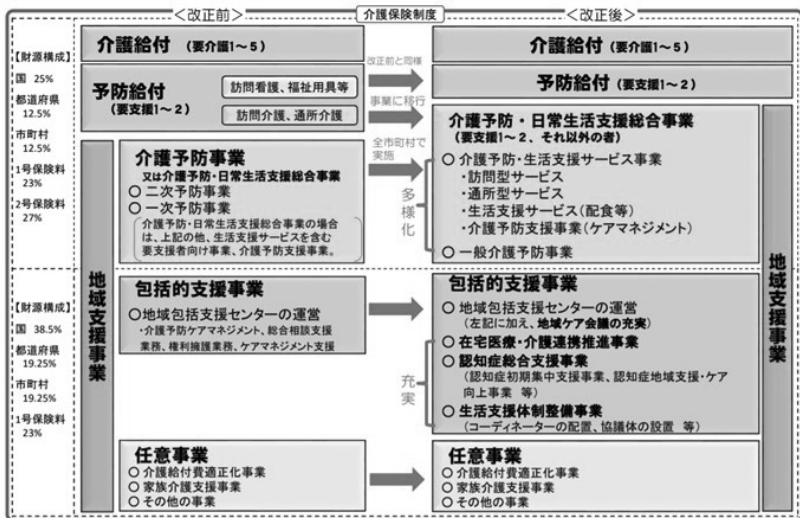 ＜改正前＞
介護保険制度
＜改正後＞
【財源構成】
国 25%
都道府県
12.5%
市町村
12.5%
1号保険料
23%
2号保険料
27%
介護給付 （要介護1～5）
予防給付
（要支援1～2）
訪問看護、福祉用具等
訪問介護、通所介護
改正前と同様
事業に移行
全市町村で
実施
介護給付 （要介護1～5）
予防給付 （要支援1～2）
介護予防事業
又は介護予防・日常生活支援総合事業
○ 二次予防事業
○ 一次予防事業
介護予防・日常生活支援総合事業の場合
は、上記の他、生活支援サービスを含む
要支援者向け事業、介護予防支援事業。
多様化
介護予防・日常生活支援総合事業
（要支援1～2、それ以外の者）
○ 介護予防・生活支援サービス事業
・訪問型サービス
・通所型サービス
・生活支援サービス（配食等）
・介護予防支援事業（ケアマネジメント）
○ 一般介護予防事業
【財源構成】
国 38.5%
都道府県
19.25%
市町村
19.25%
1号保険料
23%
地域支援事業
包括的支援事業
○地域包括支援センターの運営
・介護予防ケアマネジメント、総合相談支援
業務、権利擁護業務、ケアマネジメント支援
充実
包括的支援事業
○ 地域包括支援センターの運営
（左記に加え、地域ケア会議の充実）
○ 在宅医療・介護連携推進事業
○ 認知症総合支援事業
（認知症初期集中支援事業、認知症地域支援・ケア
向上事業 等）
○ 生活支援体制整備事業
（コーディネーターの配置、協議体の設置 等）
地域支援事業
任意事業
○ 介護給付費適正化事業
○ 家族介護支援事業
○ その他の事業
任意事業
○ 介護給付費適正化事業
○ 家族介護支援事業
○ その他の事業